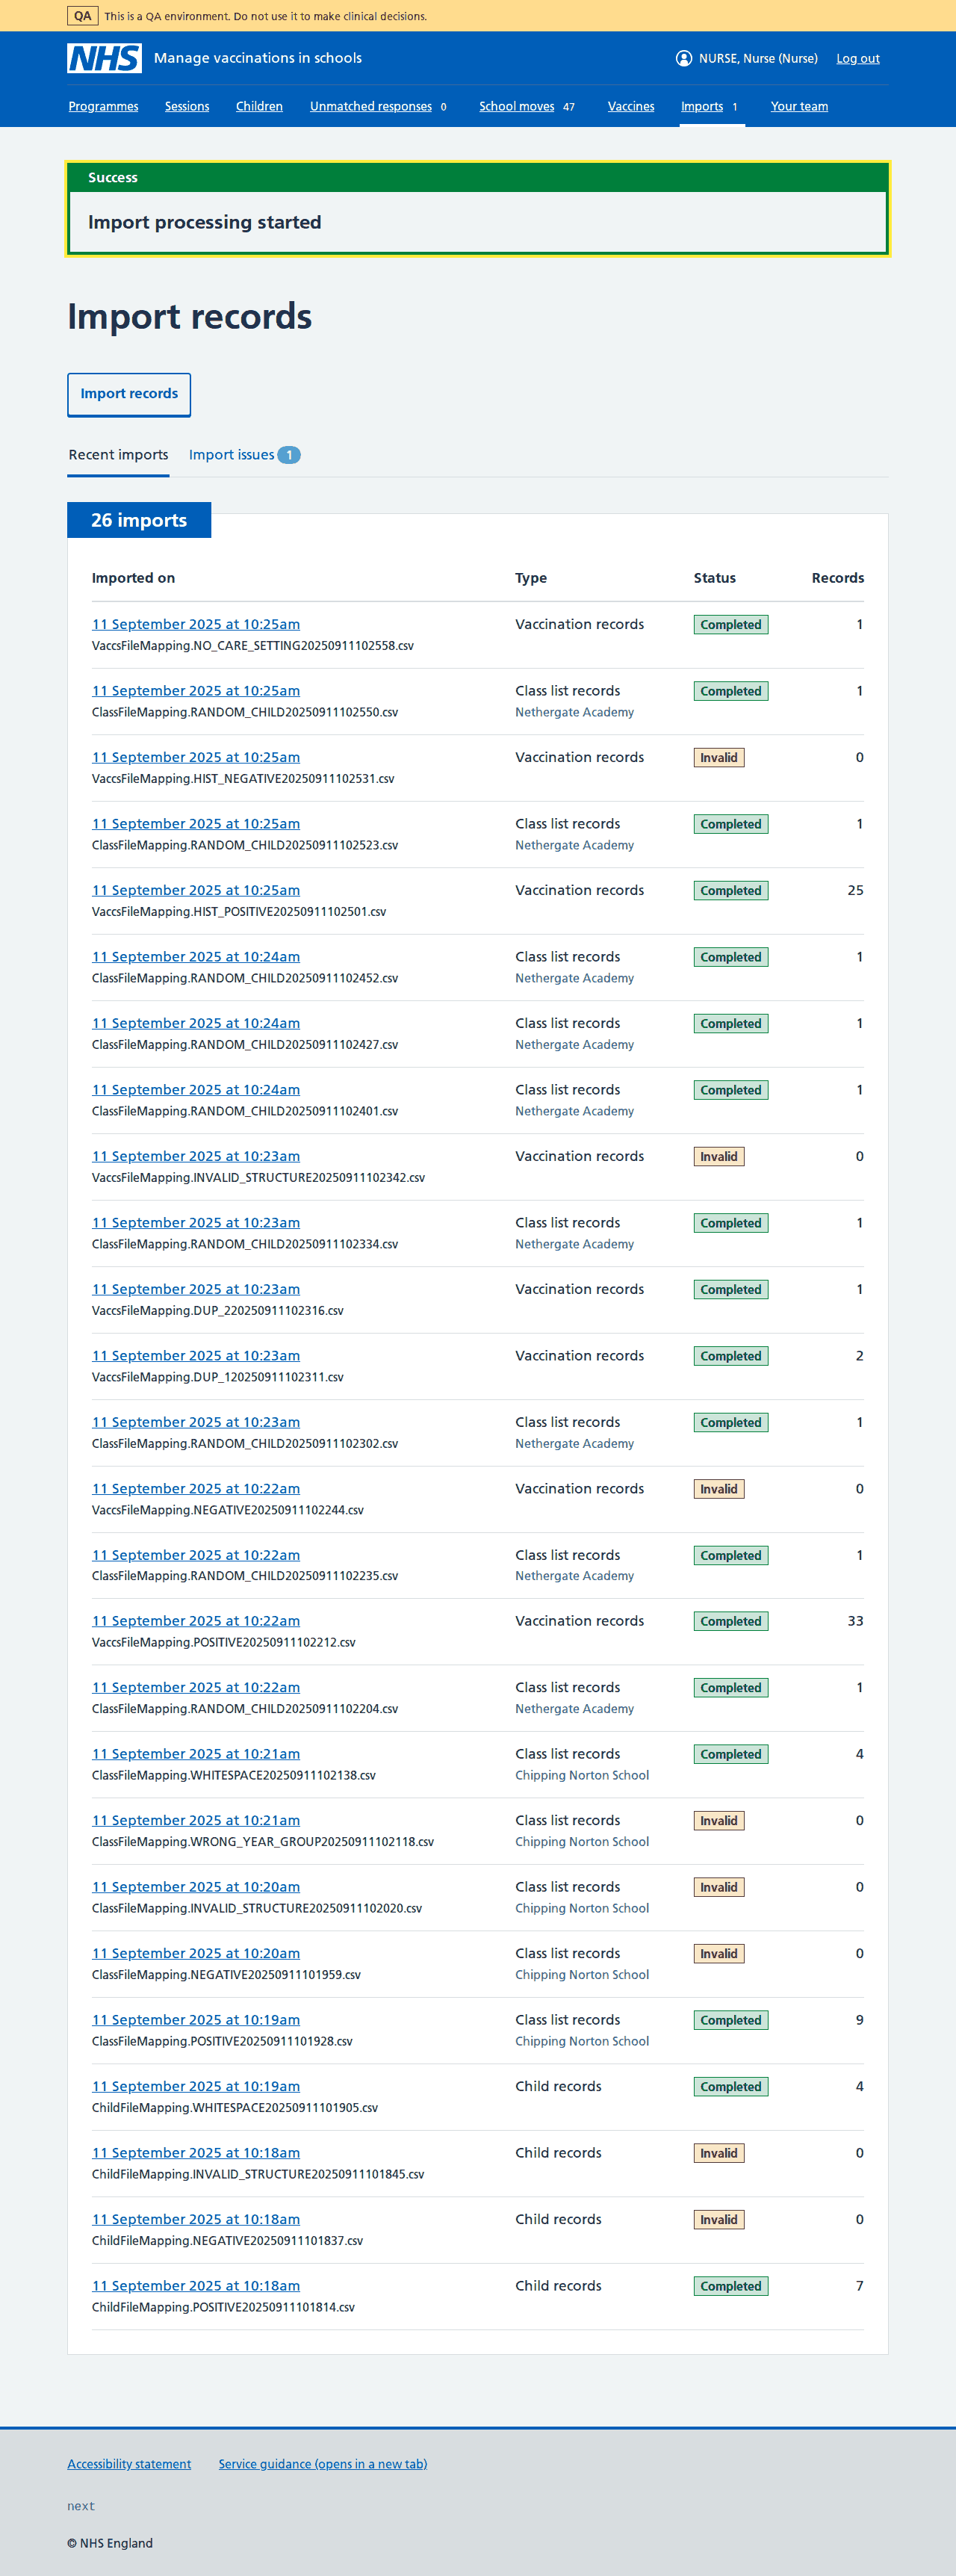 QA This is a QA environment. Do not use it to make clinical decisions.
NHS Manage vaccinations in schools NURSE, Nurse (Nurse) Log out
Programmes Sessions Children Unmatched responses 0 School moves 47 Vaccines Imports 1 Your team
Success
Import processing started
Import records
Import records
Recent imports Import issues 1
26 imports
Imported on Type Status Records
11 September 2025 at 10:25am Vaccination records Completed 1
VaccsFileMapping.NO_CARE_SETTING20250911102558.csv
11 September 2025 at 10:25am Class list records Completed 1
ClassFileMapping.RANDOM_CHILD20250911102550.csv Nethergate Academy
11 September 2025 at 10:25am Vaccination records Invalid 0
VaccsFileMapping.HIST_NEGATIVE20250911102531.csv
11 September 2025 at 10:25am Class list records Completed 1
ClassFileMapping.RANDOM_CHILD20250911102523.csv Nethergate Academy
11 September 2025 at 10:25am Vaccination records Completed 25
VaccsFileMapping.HIST_POSITIVE20250911102501.csv
11 September 2025 at 10:24am Class list records Completed 1
ClassFileMapping.RANDOM_CHILD20250911102452.csv Nethergate Academy
11 September 2025 at 10:24am Class list records Completed 1
ClassFileMapping.RANDOM_CHILD20250911102427.csv Nethergate Academy
11 September 2025 at 10:24am Class list records Completed 1
ClassFileMapping.RANDOM_CHILD20250911102401.csv Nethergate Academy
11 September 2025 at 10:23am Vaccination records Invalid 0
VaccsFileMapping.INVALID_STRUCTURE20250911102342.csv
11 September 2025 at 10:23am Class list records Completed 1
ClassFileMapping.RANDOM_CHILD20250911102334.csv Nethergate Academy
11 September 2025 at 10:23am Vaccination records Completed 1
VaccsFileMapping.DUP_220250911102316.csv
11 September 2025 at 10:23am Vaccination records Completed 2
VaccsFileMapping.DUP_120250911102311.csv
11 September 2025 at 10:23am Class list records Completed 1
ClassFileMapping.RANDOM_CHILD20250911102302.csv Nethergate Academy
11 September 2025 at 10:22am Vaccination records Invalid 0
VaccsFileMapping.NEGATIVE20250911102244.csv
11 September 2025 at 10:22am Class list records Completed 1
ClassFileMapping.RANDOM_CHILD20250911102235.csv Nethergate Academy
11 September 2025 at 10:22am Vaccination records Completed 33
VaccsFileMapping.POSITIVE20250911102212.csv
11 September 2025 at 10:22am Class list records Completed 1
ClassFileMapping.RANDOM_CHILD20250911102204.csv Nethergate Academy
11 September 2025 at 10:21am Class list records Completed 4
ClassFileMapping.WHITESPACE20250911102138.csv Chipping Norton School
11 September 2025 at 10:21am Class list records Invalid 0
ClassFileMapping.WRONG_YEAR_GROUP20250911102118.csv Chipping Norton School
11 September 2025 at 10:20am Class list records Invalid 0
ClassFileMapping.INVALID_STRUCTURE20250911102020.csv Chipping Norton School
11 September 2025 at 10:20am Class list records Invalid 0
ClassFileMapping.NEGATIVE20250911101959.csv Chipping Norton School
11 September 2025 at 10:19am Class list records Completed 9
ClassFileMapping.POSITIVE20250911101928.csv Chipping Norton School
11 September 2025 at 10:19am Child records Completed 4
ChildFileMapping.WHITESPACE20250911101905.csv
11 September 2025 at 10:18am Child records Invalid 0
ChildFileMapping.INVALID_STRUCTURE20250911101845.csv
11 September 2025 at 10:18am Child records Invalid 0
ChildFileMapping.NEGATIVE20250911101837.csv
11 September 2025 at 10:18am Child records Completed 7
ChildFileMapping.POSITIVE20250911101814.csv
Accessibility statement Service guidance (opens in a new tab)
next
© NHS England